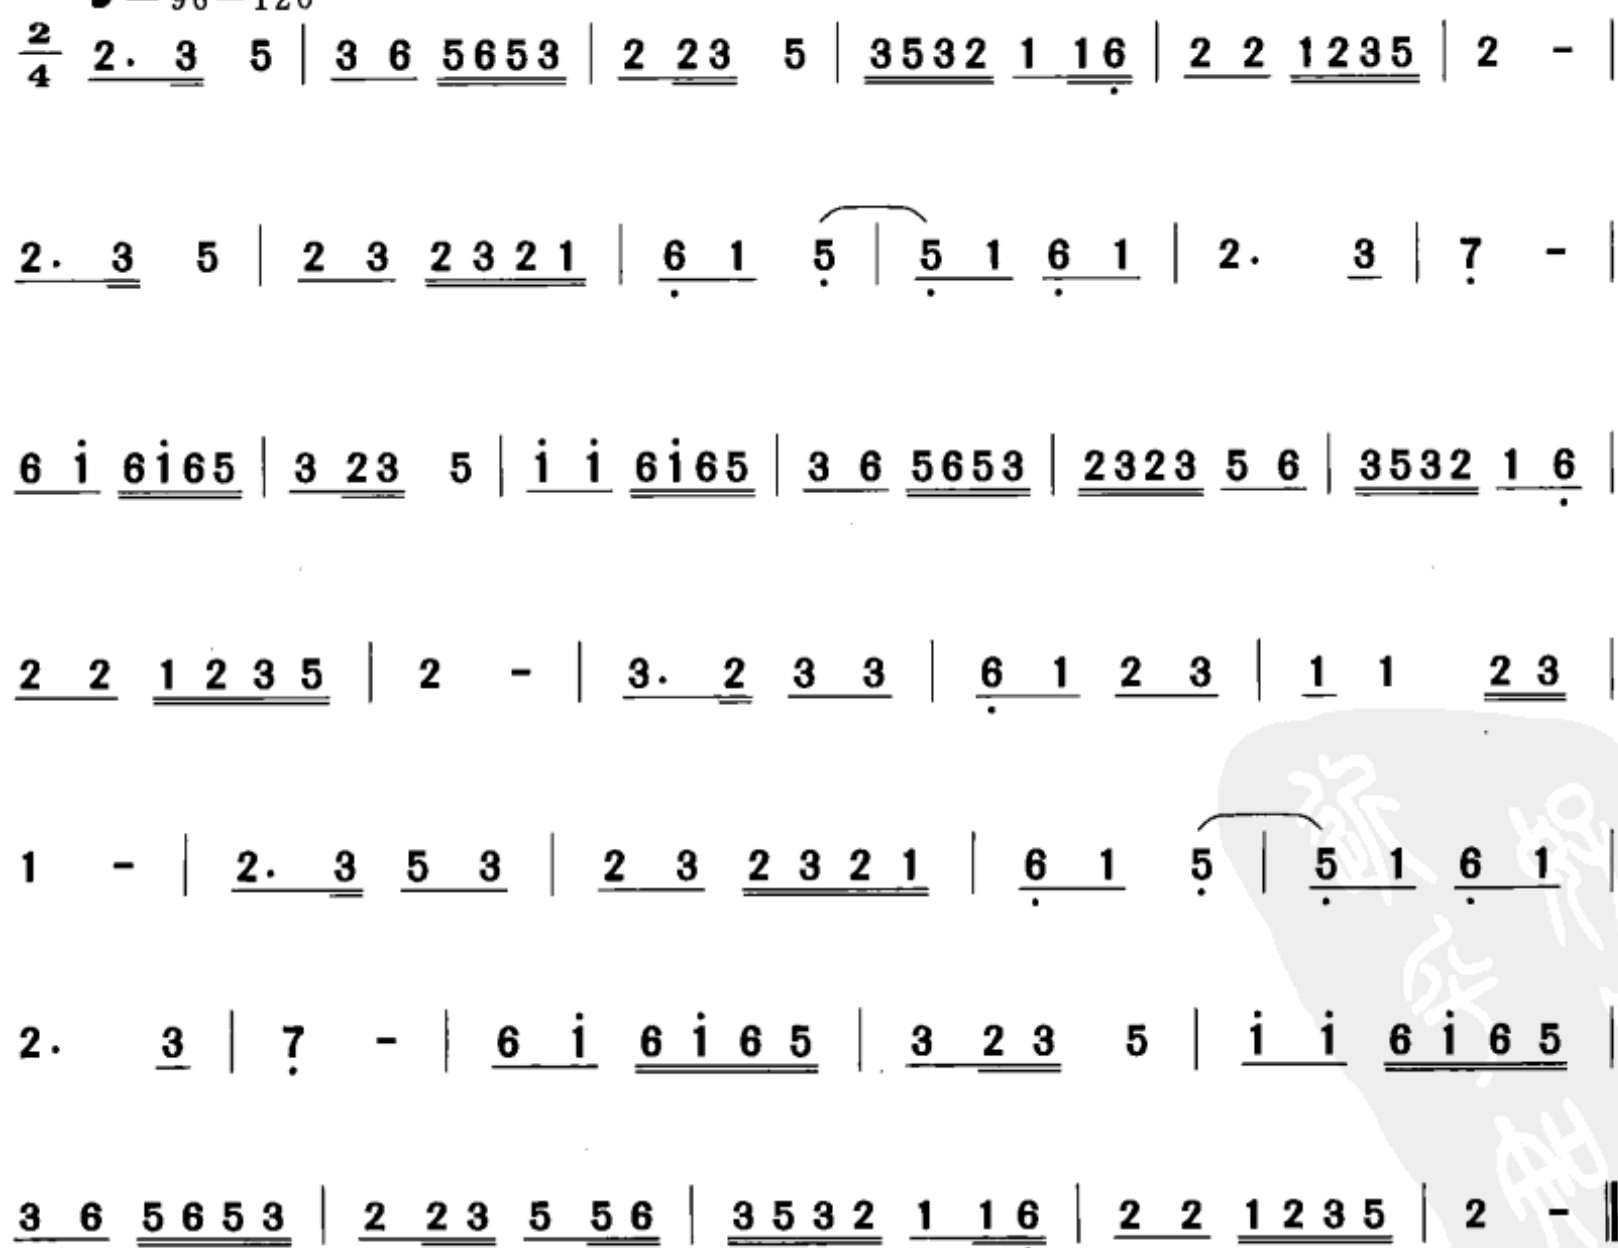 = 96-120
2/4 2. 3 5 | 3 6 5653 | 2 23 5 | 3532 1 16̣ | 2 2 1235 | 2 - |
2. 3 5 | 2 3 2321 | 6̣ 1 5̣ | 5̣ 1 6̣ 1 | 2. 3 | 7̣ - |
6 i 6i65 | 3 23 5 | i i 6i65 | 3 6 5653 | 2323 5 6 | 3532 1 6̣ |
2 2 1235 | 2 - | 3. 2 3 3 | 6̣ 1 2 3 | 1 1 23 |
1 - | 2. 3 5 3 | 2 3 2321 | 6̣ 1 5̣ | 5̣ 1 6̣ 1 |
2. 3 | 7̣ - | 6 i 6i65 | 3 23 5 | i i 6i65 |
3 6 5653 | 2 23 5 56 | 3532 1 16̣ | 2 2 1235 | 2 - ‖